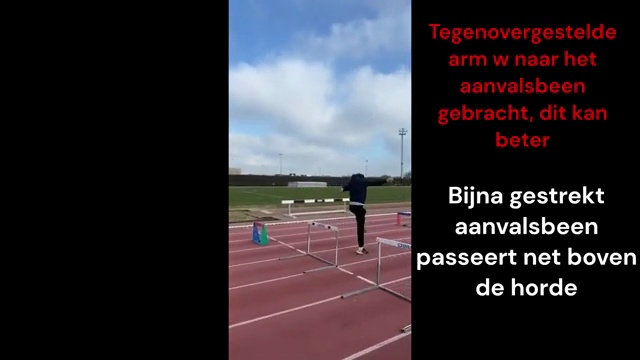 Tegenovergestelde
arm w naar het
aanvalsbeen
gebracht, dit kan
beter
Bijna gestrekt
aanvalsbeen
passeert net boven
de horde